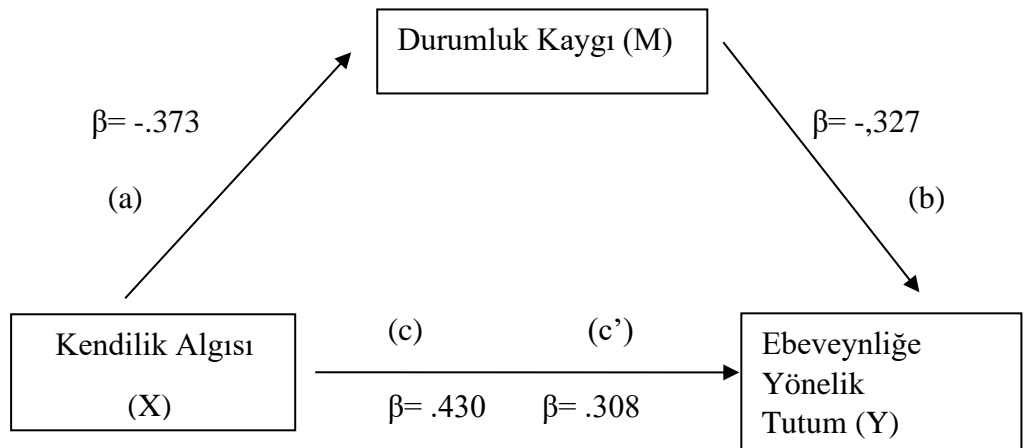 Durumluk Kaygı (M)
β= -.373
β= -,327
(a)
(b)
Kendilik Algısı
(X)
(c)
(c’)
β= .430
β= .308
Ebeveynliğe
Yönelik
Tutum (Y)